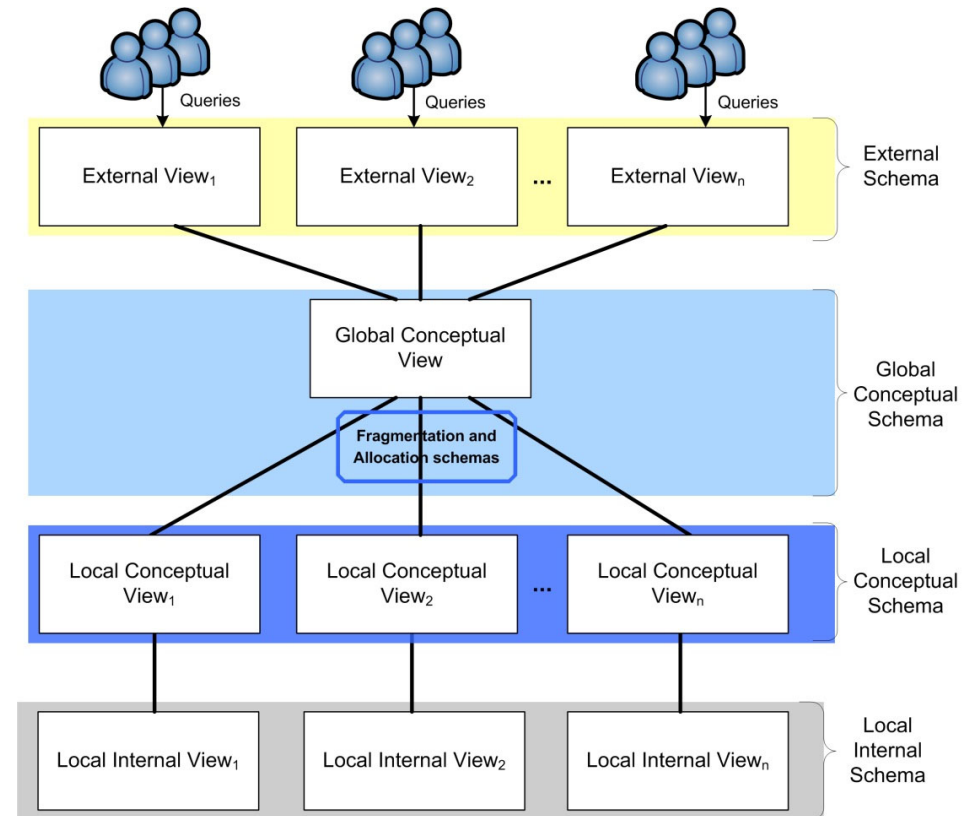 Queries
Queries
Queries
External View₁
External View₂
...
External Viewₙ
External
Schema
Global Conceptual
View
Fragmentation and
Allocation schemas
Global
Conceptual
Schema
Local Conceptual
View₁
Local Conceptual
View₂
...
Local Conceptual
Viewₙ
Local
Conceptual
Schema
Local Internal View₁
Local Internal View₂
Local Internal Viewₙ
Local
Internal
Schema